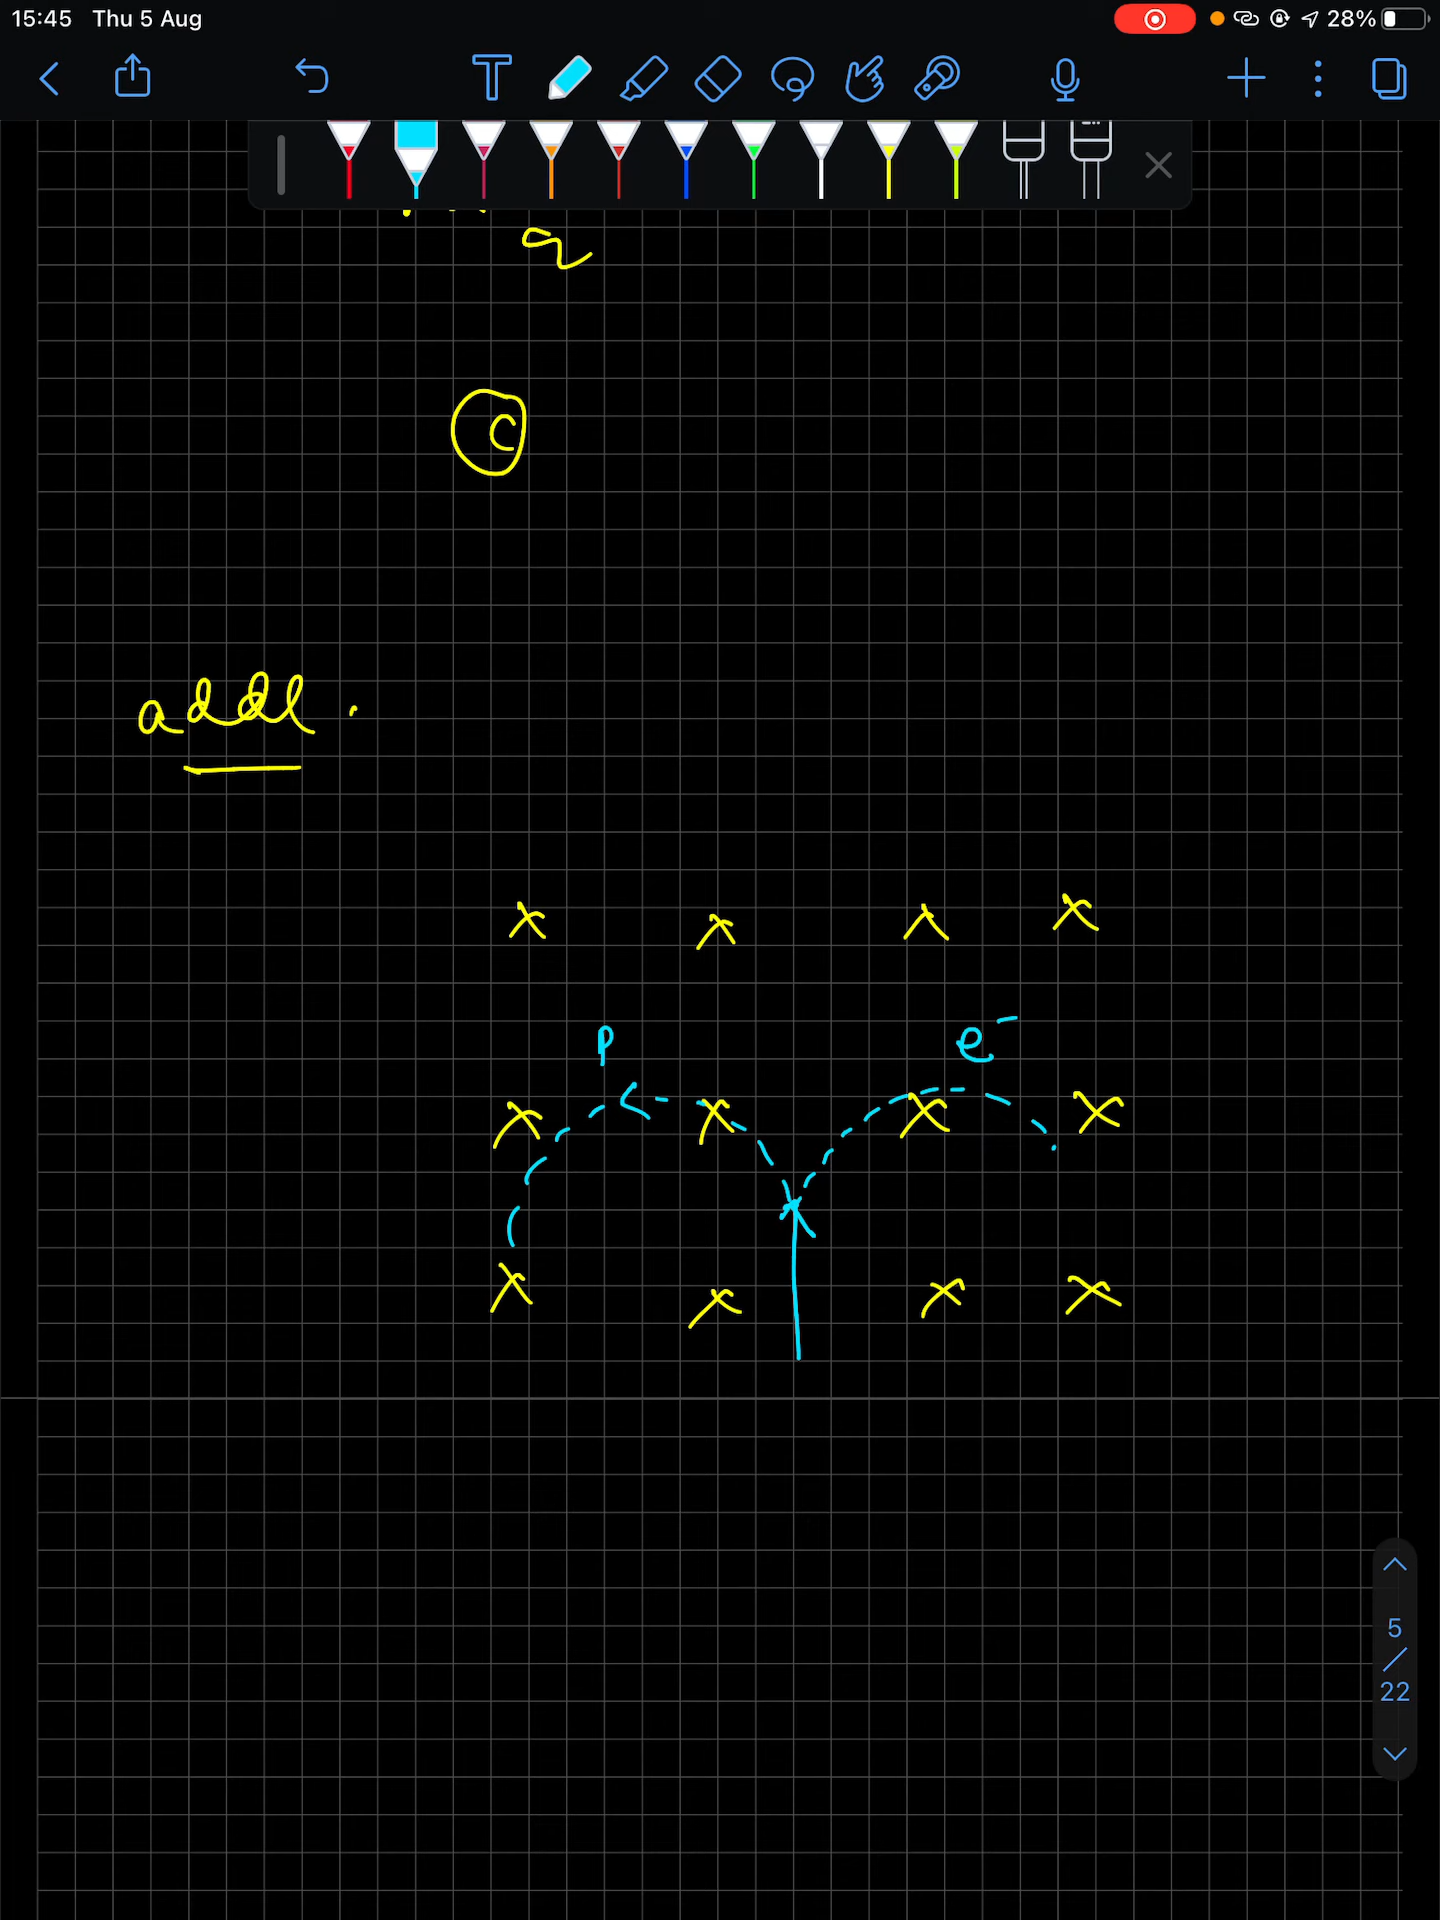 15:45 Thu 5 Aug
28%
T
C
addl.
x x x x
p e⁻
x x x x
x x x x
5
/
22